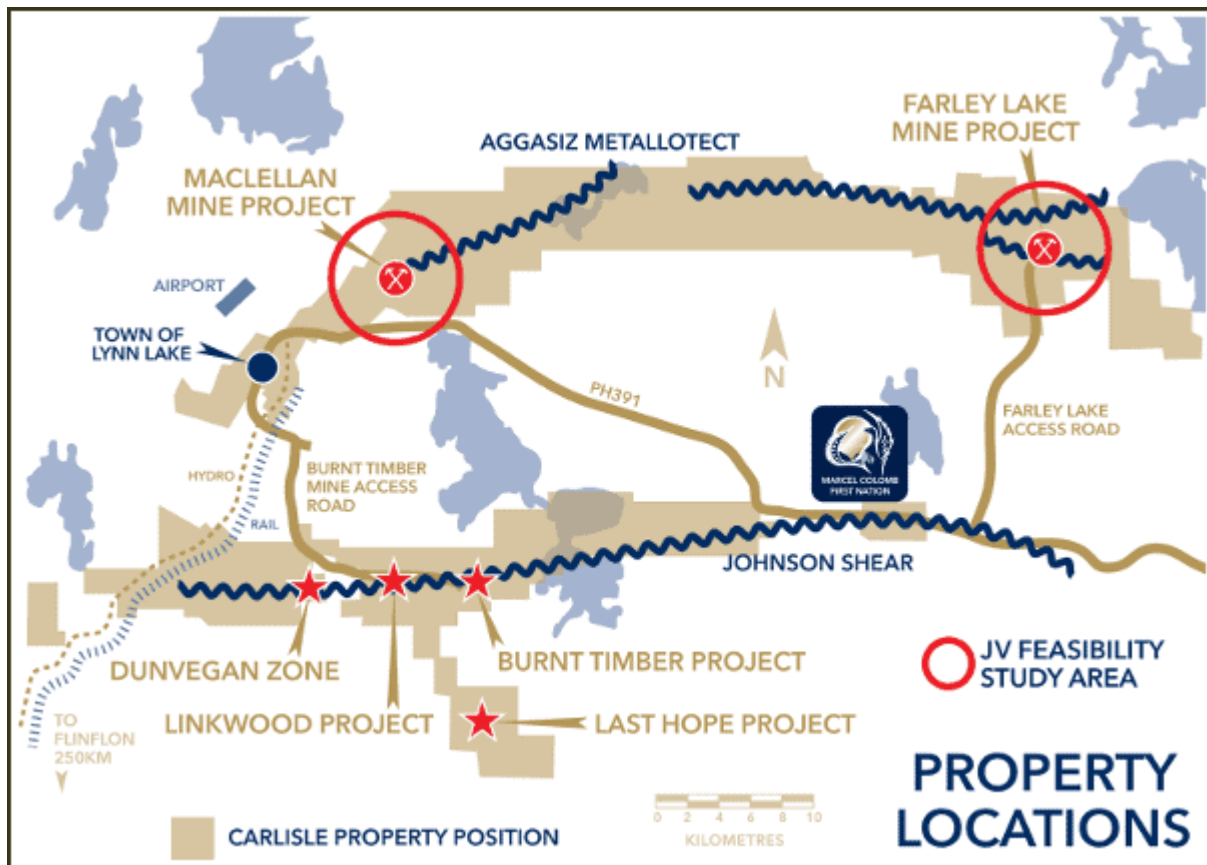 FARLEY LAKE
MINE PROJECT
AGGASIZ METALLOTECT
MACLELLAN
MINE PROJECT
AIRPORT
TOWN OF
LYNN LAKE
N
PH391
FARLEY LAKE
ACCESS ROAD
MARCEL COLOMB
FIRST NATION
HYDRO
BURNT TIMBER
MINE ACCESS
ROAD
RAIL
JOHNSON SHEAR
DUNVEGAN ZONE
BURNT TIMBER PROJECT
LINKWOOD PROJECT
LAST HOPE PROJECT
JV FEASIBILITY
STUDY AREA
TO
FLINFLON
250KM
PROPERTY
LOCATIONS
0 2 4 6 8 10
KILOMETRES
CARLISLE PROPERTY POSITION